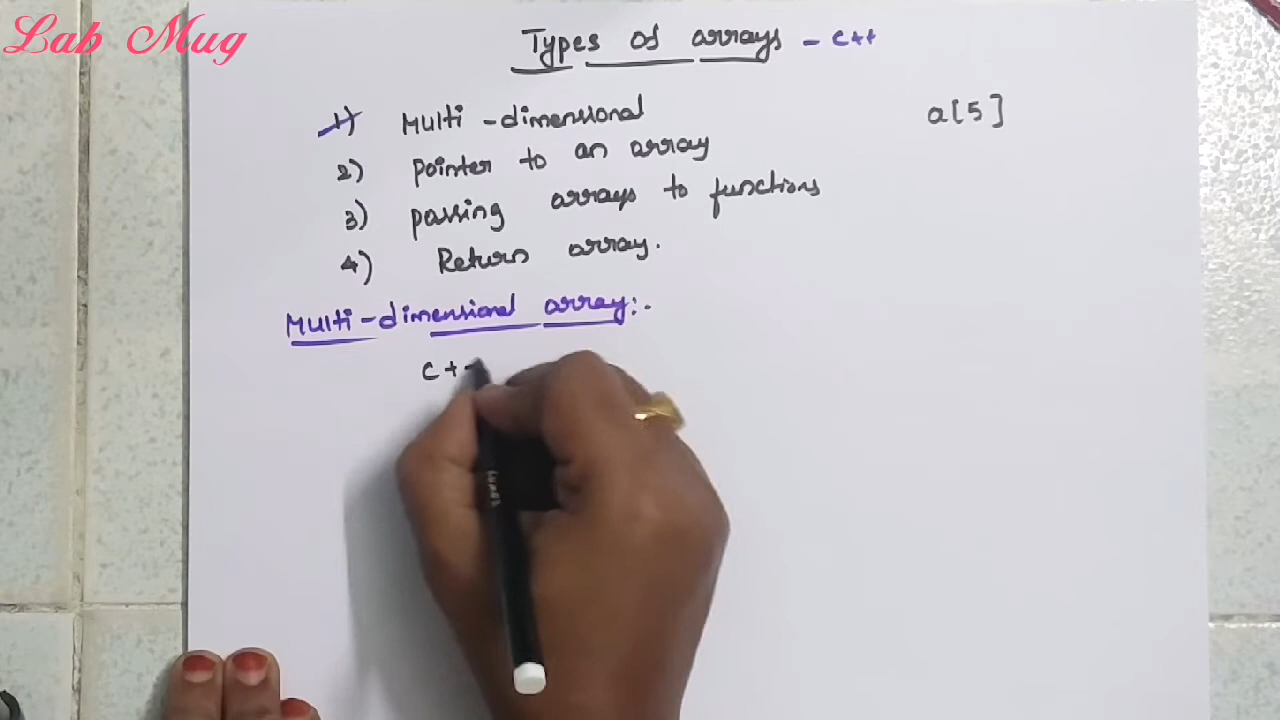 Lab Mug
Types of arrays - c++
1) Multi-dimensional
a[5]
2) pointer to an array
3) passing arrays to functions
4) Return array.
Multi-dimensional array:.
c++